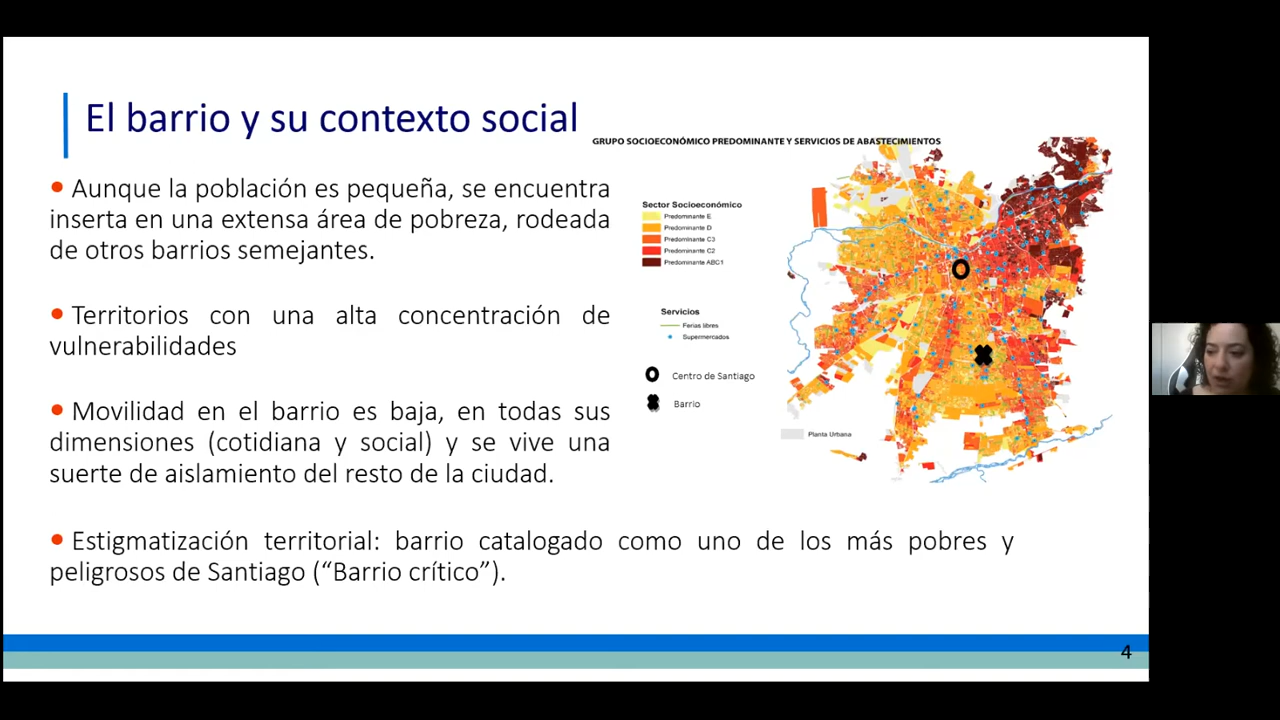 El barrio y su contexto social
• Aunque la población es pequeña, se encuentra
inserta en una extensa área de pobreza, rodeada
de otros barrios semejantes.
• Territorios con una alta concentración de
vulnerabilidades
• Movilidad en el barrio es baja, en todas sus
dimensiones (cotidiana y social) y se vive una
suerte de aislamiento del resto de la ciudad.
• Estigmatización territorial: barrio catalogado como uno de los más pobres y
peligrosos de Santiago (“Barrio crítico”).
GRUPO SOCIOECONÓMICO PREDOMINANTE Y SERVICIOS DE ABASTECIMIENTOS
Sector Socioeconómico
Predominante E
Predominante D
Predominante C3
Predominante C2
Predominante ABC1
Servicios
Ferias libres
Supermercados
Centro de Santiago
Barrio
Planta Urbana
4